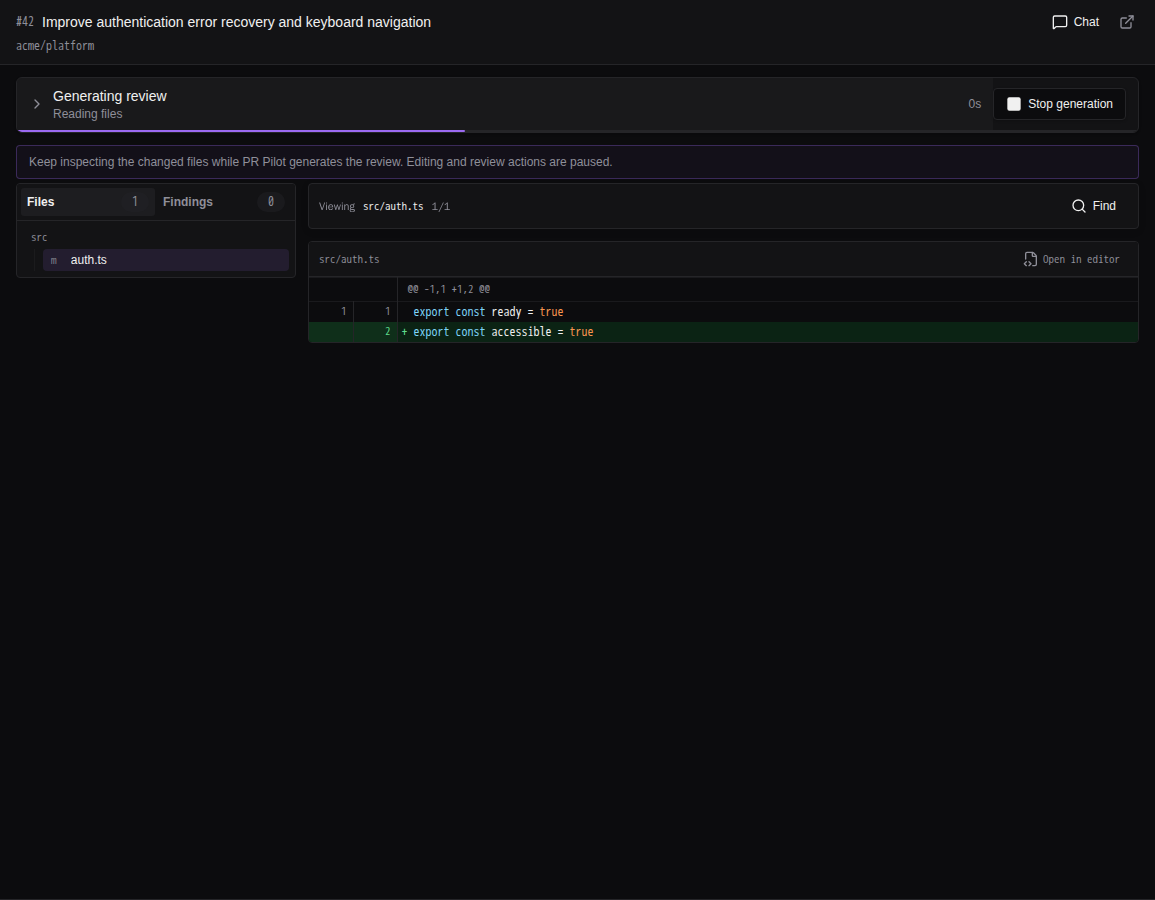 #42 Improve authentication error recovery and keyboard navigation
Chat
acme/platform
Generating review
Reading files
0s
Stop generation
Keep inspecting the changed files while PR Pilot generates the review. Editing and review actions are paused.
Files 1 Findings 0
src
m auth.ts
Viewing src/auth.ts 1/1
Find
src/auth.ts
Open in editor
@@ -1,1 +1,2 @@
1 1 export const ready = true
2 + export const accessible = true